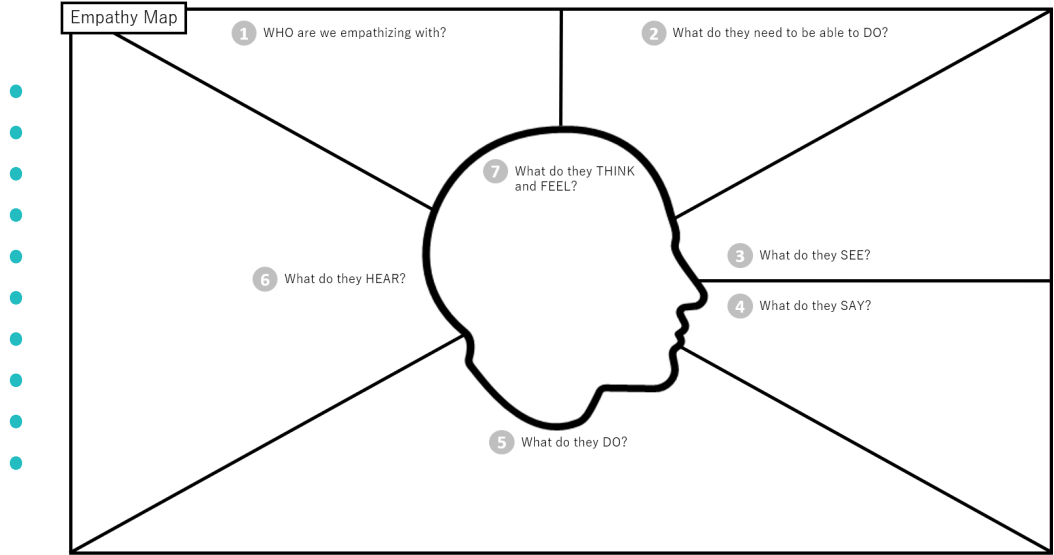 Empathy Map
1 WHO are we empathizing with?
2 What do they need to be able to DO?
7 What do they THINK
and FEEL?
3 What do they SEE?
6 What do they HEAR?
4 What do they SAY?
5 What do they DO?